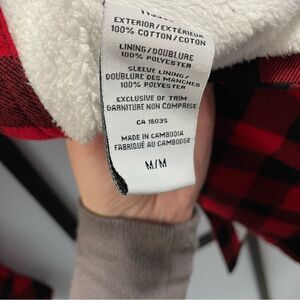 EXTERIOR/EXTÉRIEUR
100% COTTON/COTON
LINING/DOUBLURE
100% POLYESTER
SLEEVE LINING/
DOUBLURE DES MANCHES
100% POLYESTER
EXCLUSIVE OF TRIM
GARNITURE NON COMPRISE
CA 16035
MADE IN CAMBODIA
FABRIQUÉ AU CAMBODGE
M/M